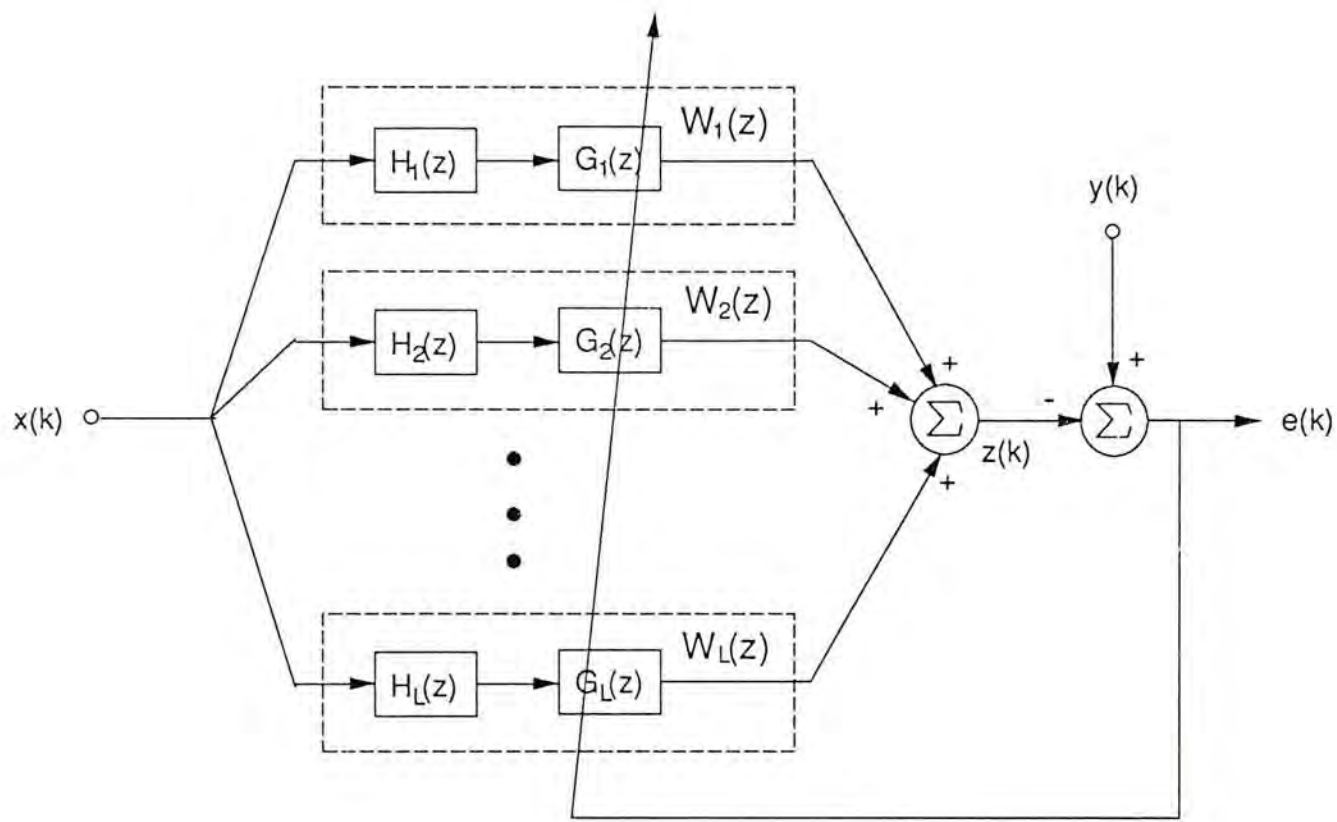 W₁(z)
H₁(z) G₁(z)
y(k)
W₂(z)
H₂(z) G₂(z)
+ +
x(k) + Σ - Σ e(k)
z(k)
+
W_L(z)
H_L(z) G_L(z)